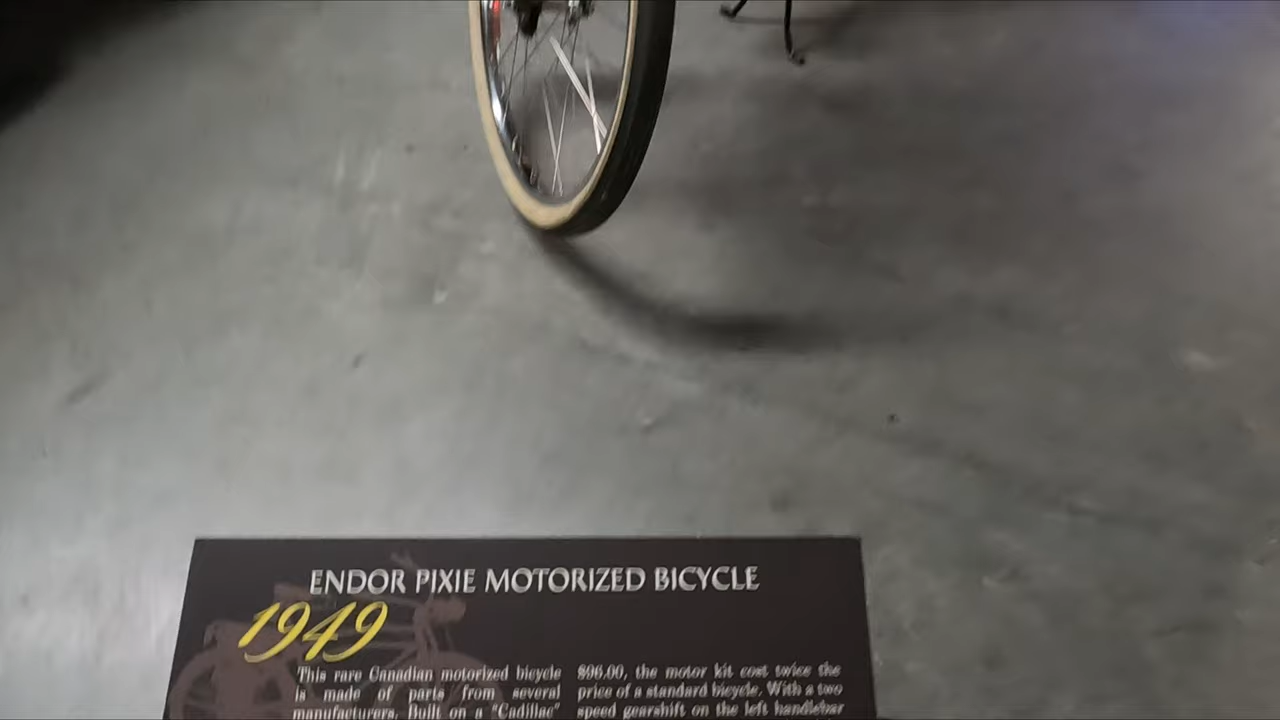 ENDOR PIXIE MOTORIZED BICYCLE
1949
This rare Canadian motorized bicycle
is made of parts from several
manufacturers. Built on a "Cadillac"
$96.00, the motor kit cost twice the
price of a standard bicycle. With a two
speed gearshift on the left handlebar